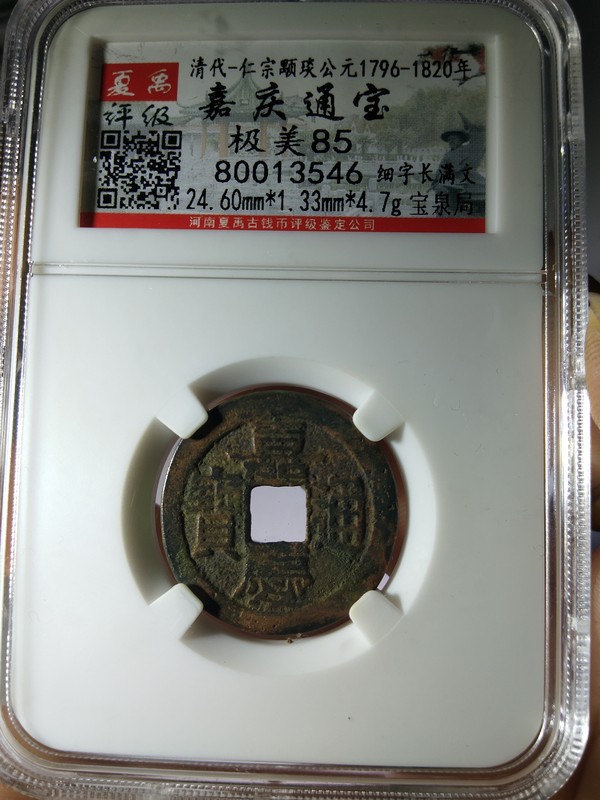 清代-仁宗颙琰公元1796-1820年
夏禹
评级
嘉庆通宝
极美85
80013546 细字长满文
24.60mm*1.33mm*4.7g 宝泉局
河南夏禹古钱币评级鉴定公司
嘉慶通寶